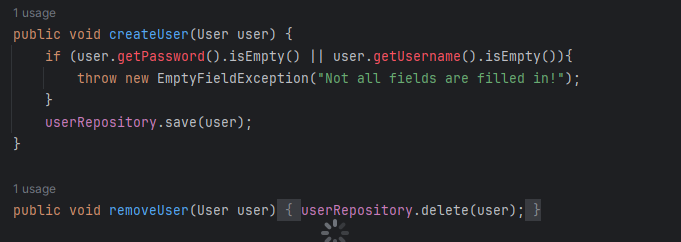 1 usage
public void createUser(User user) {
if (user.getPassword().isEmpty() || user.getUsername().isEmpty()){
throw new EmptyFieldException("Not all fields are filled in!");
}
userRepository.save(user);
}
1 usage
public void removeUser(User user) { userRepository.delete(user); }